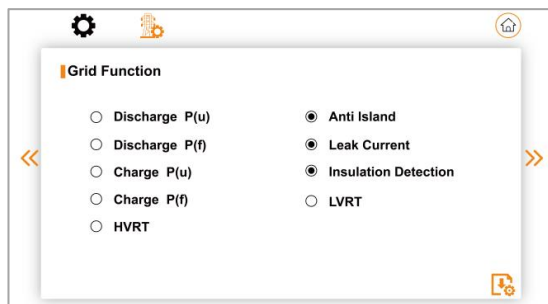 Grid Function
Discharge P(u)
Discharge P(f)
Charge P(u)
Charge P(f)
HVRT
Anti Island
Leak Current
Insulation Detection
LVRT